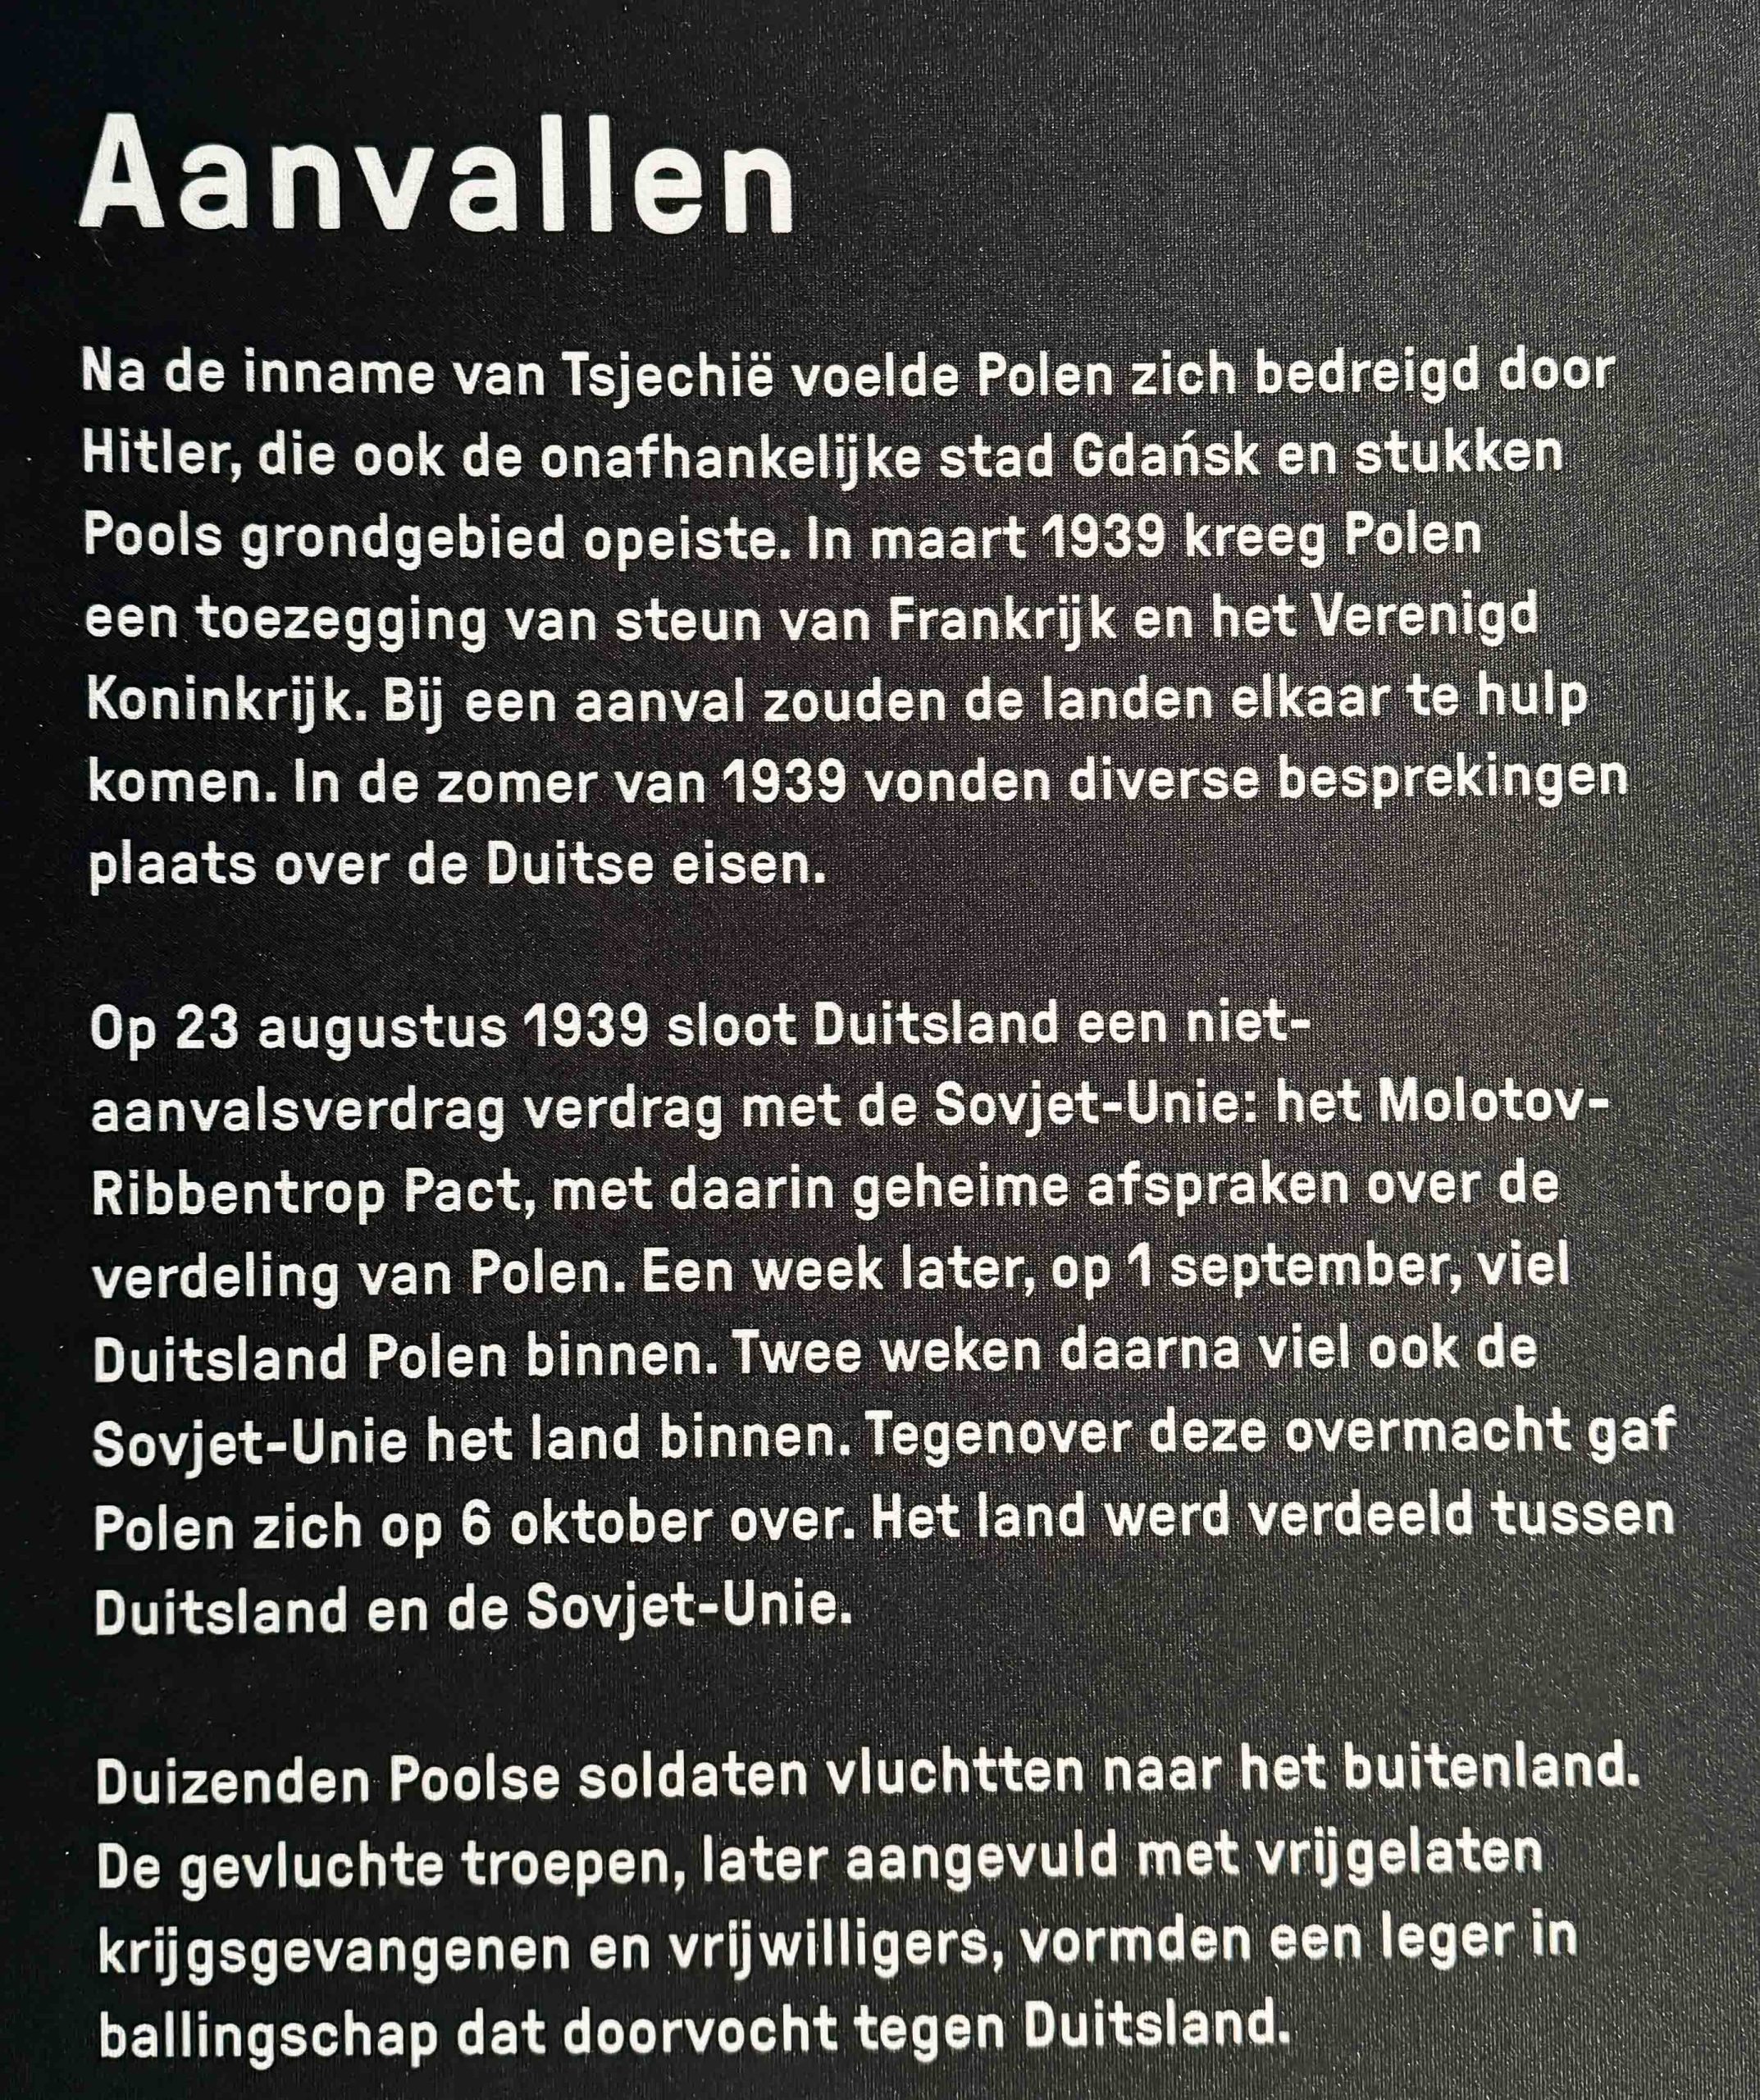 Aanvallen
Na de inname van Tsjechië voelde Polen zich bedreigd door
Hitler, die ook de onafhankelijke stad Gdańsk en stukken
Pools grondgebied opeiste. In maart 1939 kreeg Polen
een toezegging van steun van Frankrijk en het Verenigd
Koninkrijk. Bij een aanval zouden de landen elkaar te hulp
komen. In de zomer van 1939 vonden diverse besprekingen
plaats over de Duitse eisen.
Op 23 augustus 1939 sloot Duitsland een niet-
aanvalsverdrag verdrag met de Sovjet-Unie: het Molotov-
Ribbentrop Pact, met daarin geheime afspraken over de
verdeling van Polen. Een week later, op 1 september, viel
Duitsland Polen binnen. Twee weken daarna viel ook de
Sovjet-Unie het land binnen. Tegenover deze overmacht gaf
Polen zich op 6 oktober over. Het land werd verdeeld tussen
Duitsland en de Sovjet-Unie.
Duizenden Poolse soldaten vluchtten naar het buitenland.
De gevluchte troepen, later aangevuld met vrijgelaten
krijgsgevangenen en vrijwilligers, vormden een leger in
ballingschap dat doorvocht tegen Duitsland.